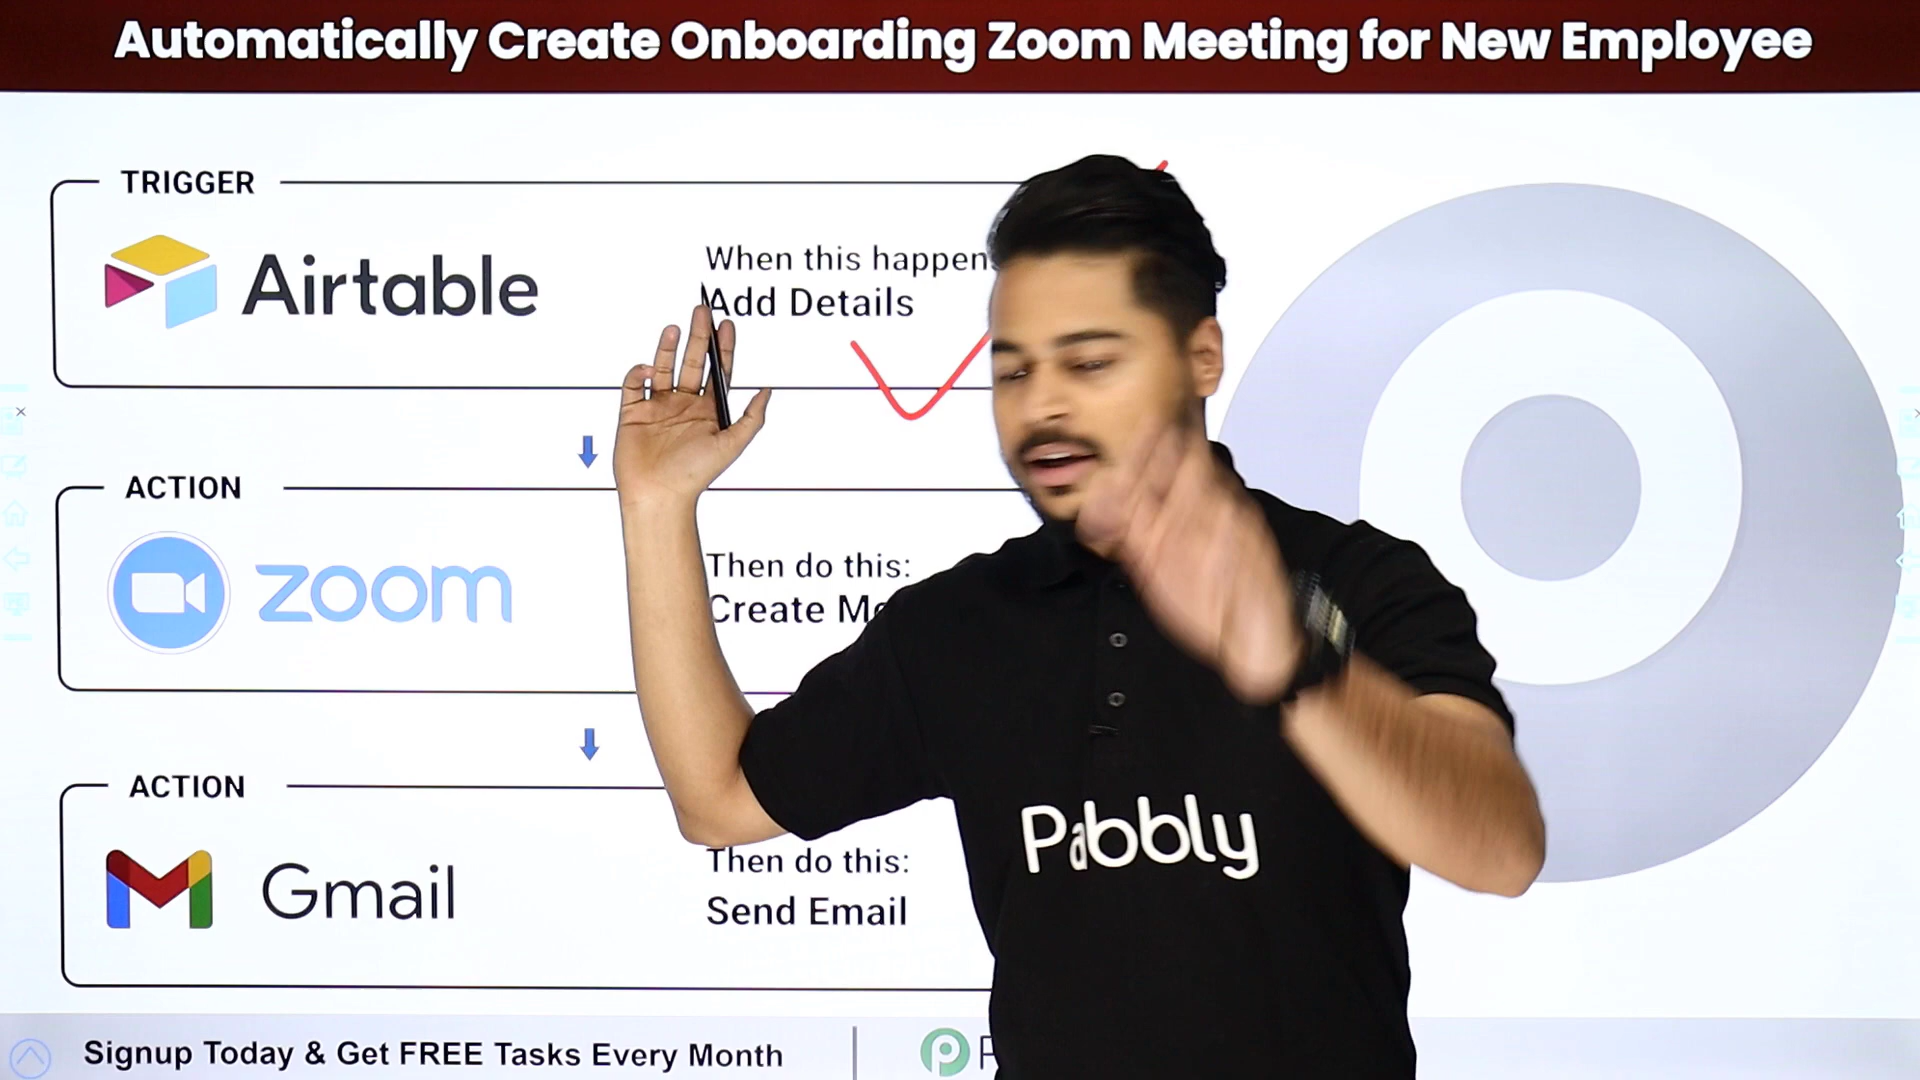 Automatically Create Onboarding Zoom Meeting for New Employee
TRIGGER
Airtable
When this happen
Add Details
ACTION
zoom
Then do this:
Create
ACTION
Gmail
Then do this:
Send Email
Pabbly
Signup Today & Get FREE Tasks Every Month